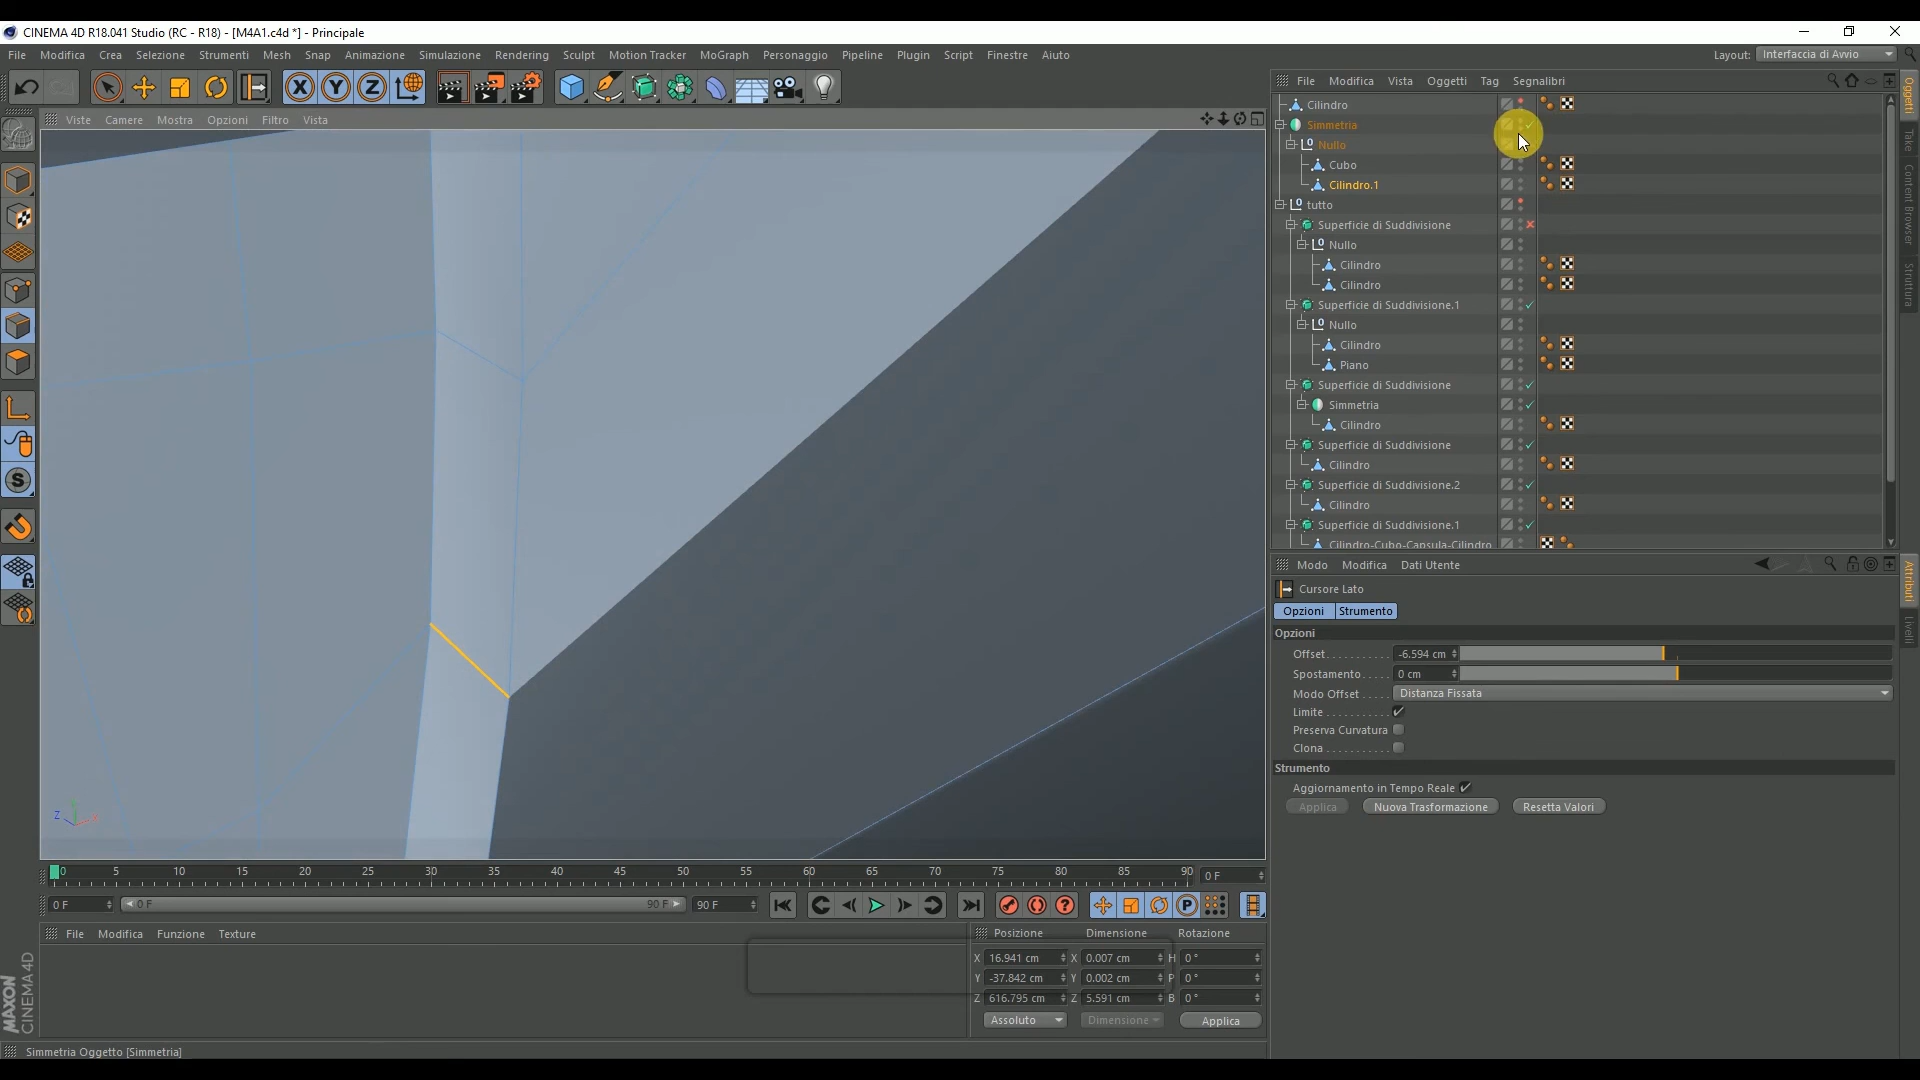 CINEMA 4D R18.041 Studio (RC - R18) - [M4A1.c4d *] - Principale
File Modifica Crea Selezione Strumenti Mesh Snap Animazione Simulazione Rendering Sculpt Motion Tracker MoGraph Personaggio Pipeline Plugin Script Finestre Aiuto
Layout: Interfaccia di Avvio
File Modifica Vista Oggetti Tag Segnalibri
Viste Camere Mostra Opzioni Filtro Vista
X Y Z
S
Cilindro
Simmetria
Nullo
Cubo
Cilindro.1
tutto
Superficie di Suddivisione
Nullo
Cilindro
Cilindro
Superficie di Suddivisione.1
Nullo
Cilindro
Piano
Superficie di Suddivisione
Simmetria
Cilindro
Superficie di Suddivisione
Cilindro
Superficie di Suddivisione.2
Cilindro
Superficie di Suddivisione.1
Cilindro-Cubo-Capsula-Cilindro
Oggetti
Take
Content Browser
Struttura
Modo Modifica Dati Utente
Cursore Lato
Opzioni Strumento
Opzioni
Offset -6.594 cm
Spostamento 0 cm
Modo Offset Distanza Fissata
Limite
Preserva Curvatura
Clona
Strumento
Aggiornamento in Tempo Reale
Applica Nuova Trasformazione Resetta Valori
Attributi
Livelli
Z
0 5 10 15 20 25 30 35 40 45 50 55 60 65 70 75 80 85 90 0 F
0 F 0 F 90 F 90 F
P
File Modifica Funzione Texture
Posizione Dimensione Rotazione
X 16.941 cm X 0.007 cm H 0°
Y -37.842 cm Y 0.002 cm P 0°
Z 616.795 cm Z 5.591 cm B 0°
Assoluto Dimensione Applica
MAXON
CINEMA 4D
Simmetria Oggetto [Simmetria]